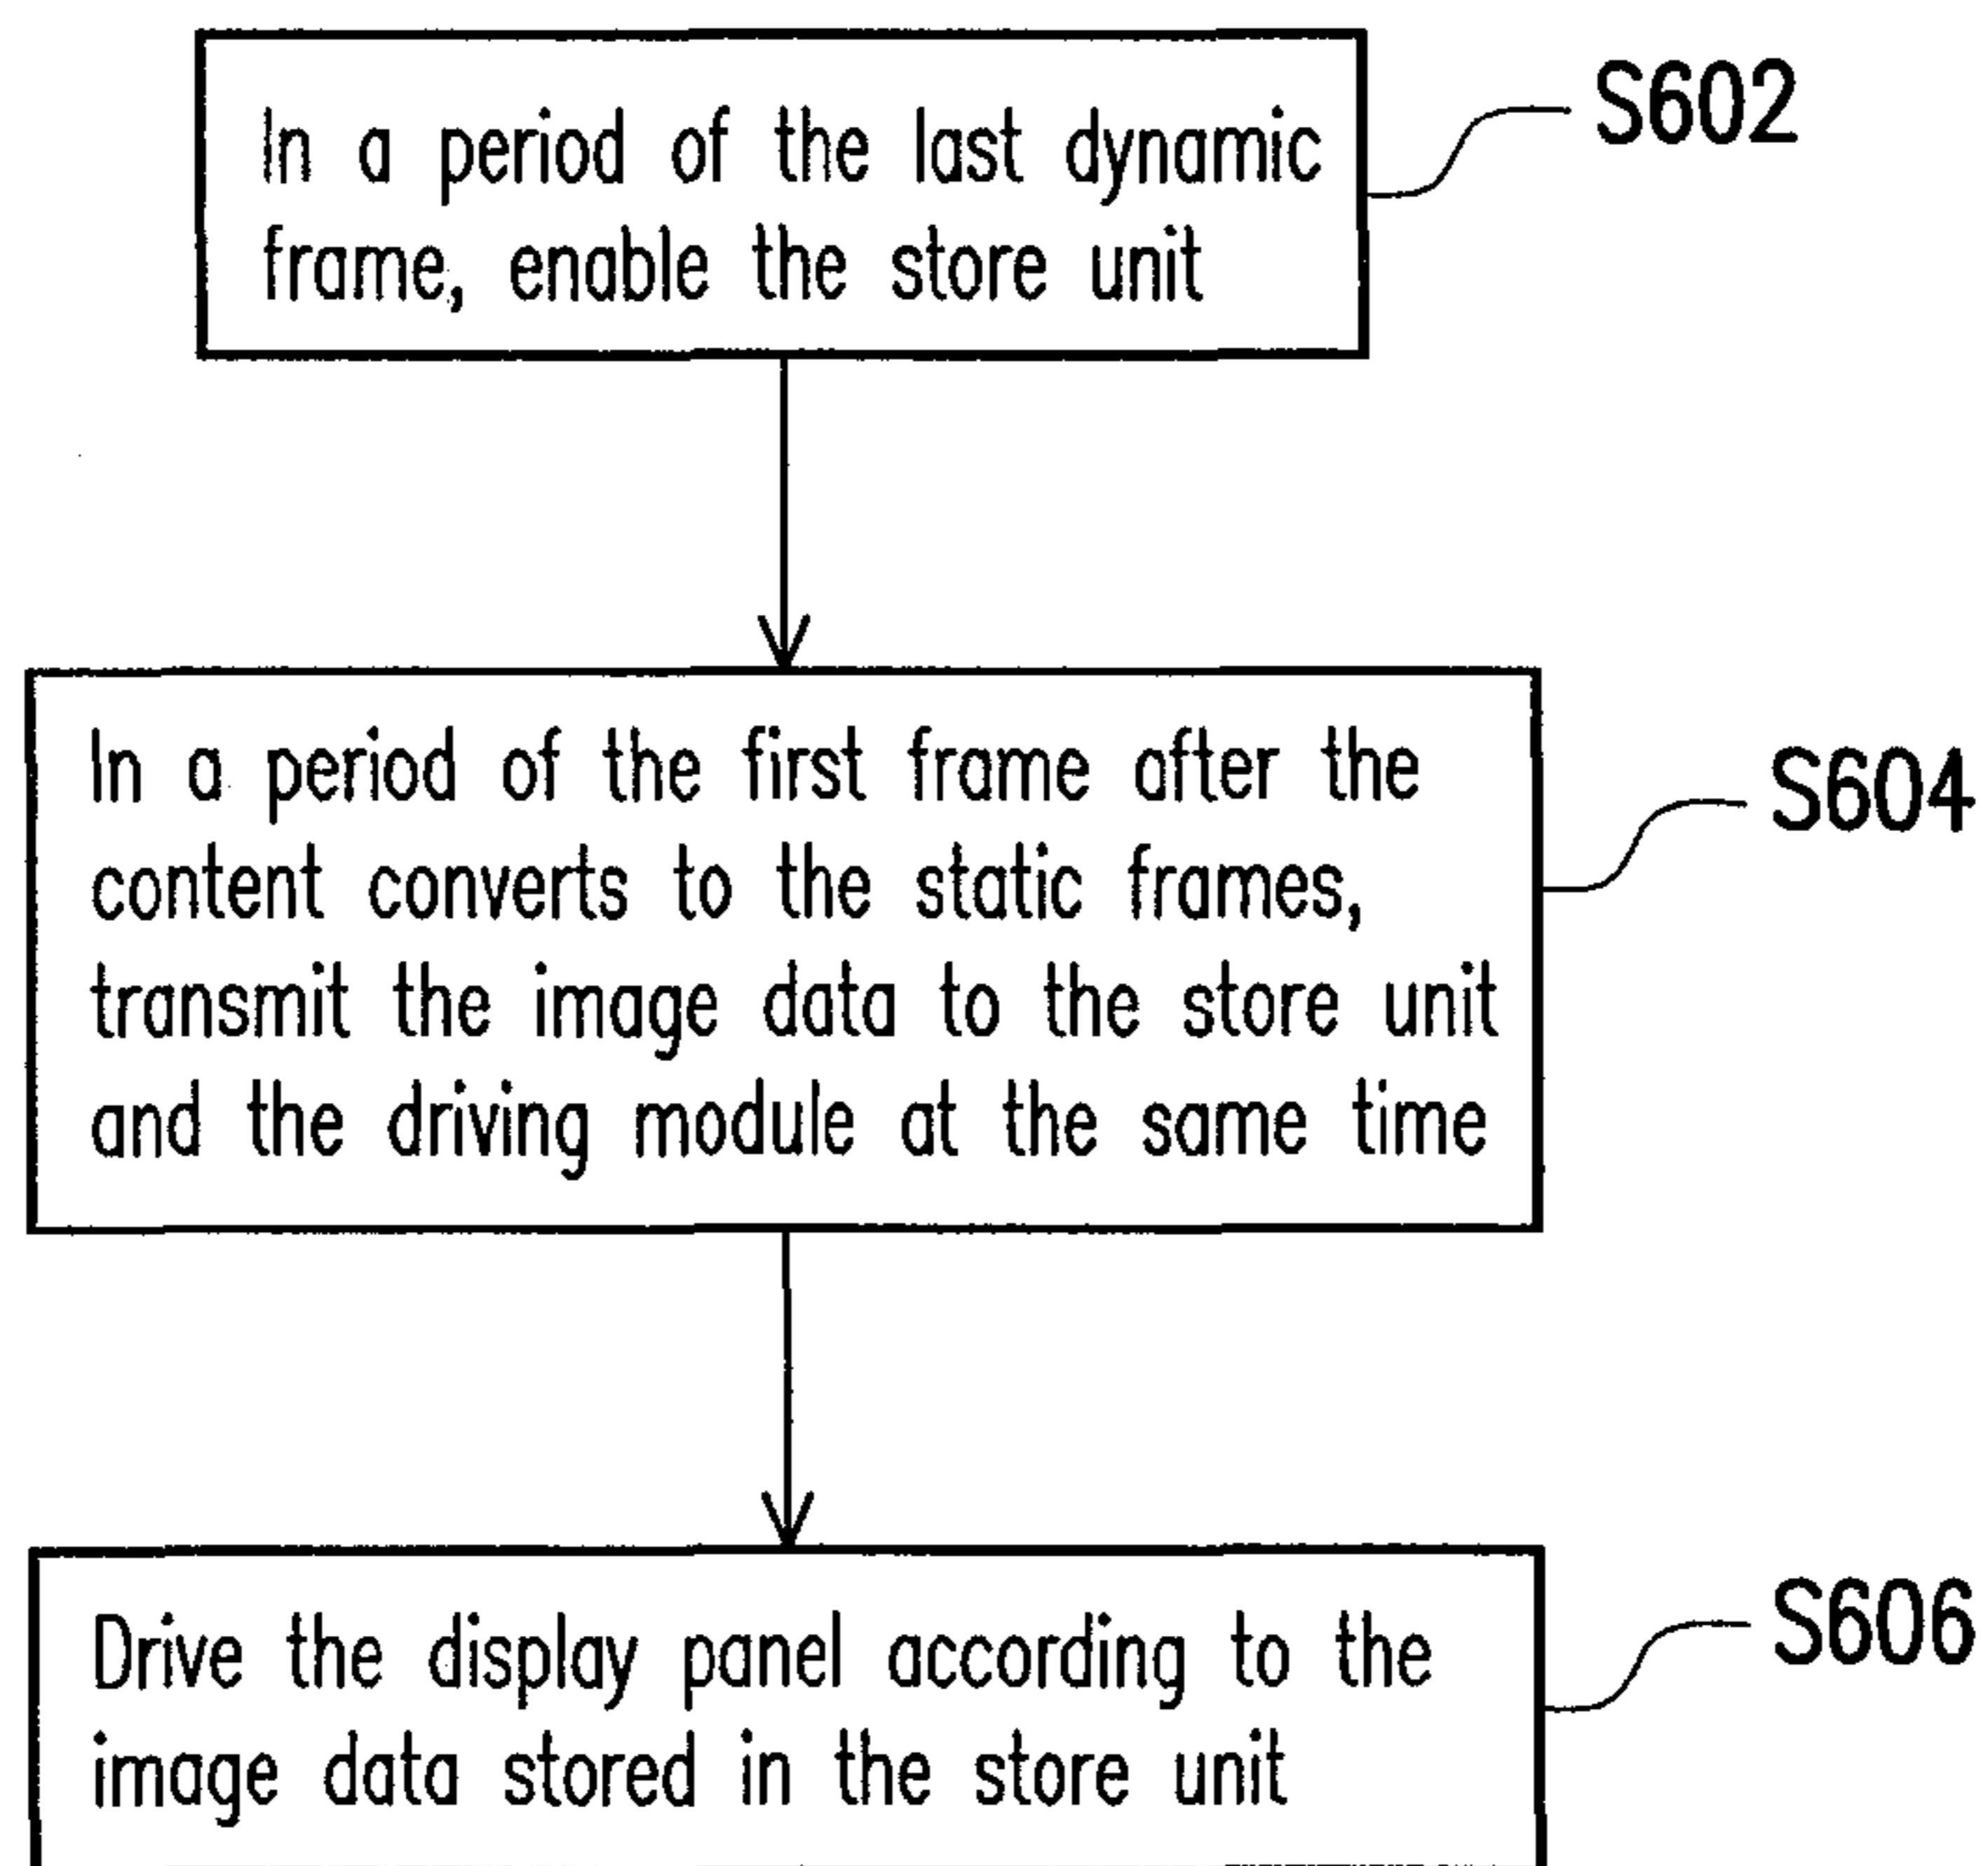 In a period of the last dynamic
frame, enable the store unit
S602
In a period of the first frame after the
content converts to the static frames,
transmit the image data to the store unit
and the driving module at the same time
S604
Drive the display panel according to the
image data stored in the store unit
S606